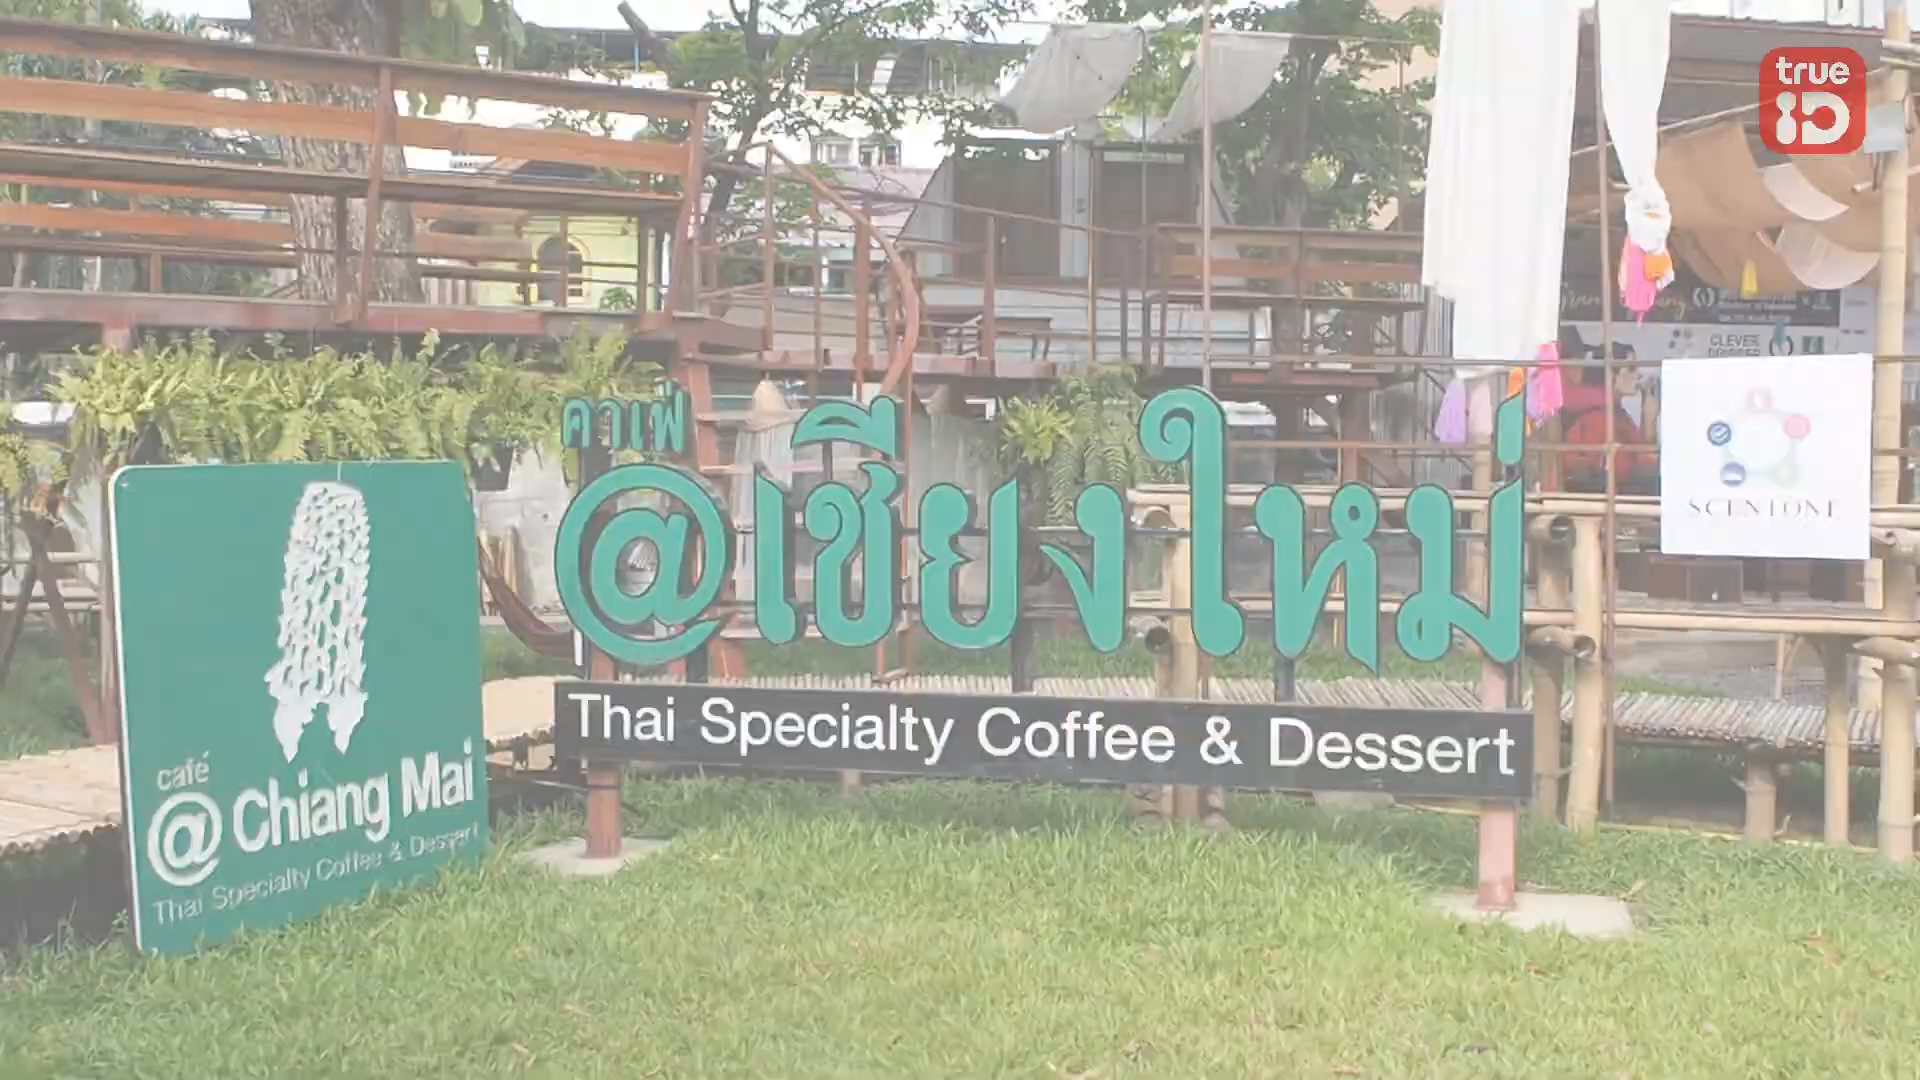 true
iD
CLEVER
SCENTONE
คาเฟ่
@เชียงใหม่
Thai Specialty Coffee & Dessert
café
@Chiang Mai
Thai Specialty Coffee & Dessert